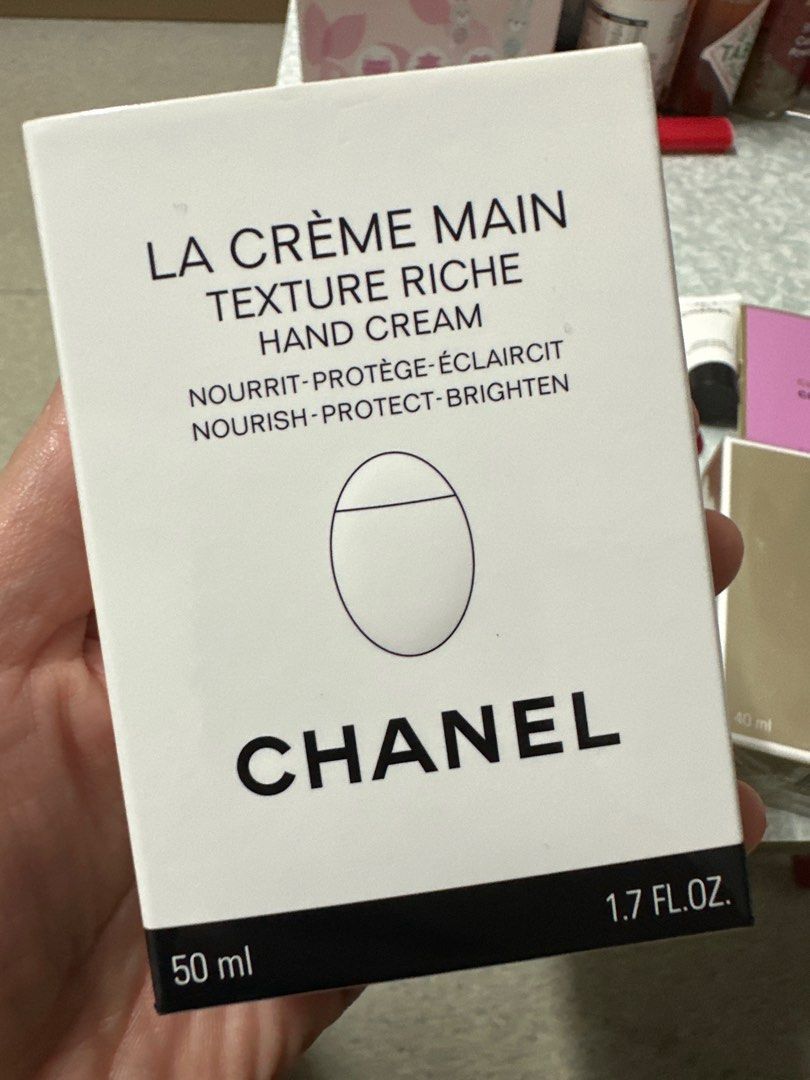 LA CRÈME MAIN
TEXTURE RICHE
HAND CREAM
NOURRIT-PROTÈGE-ÉCLAIRCIT
NOURISH-PROTECT-BRIGHTEN
CHANEL
50 ml
1.7 FL.OZ.
40 ml